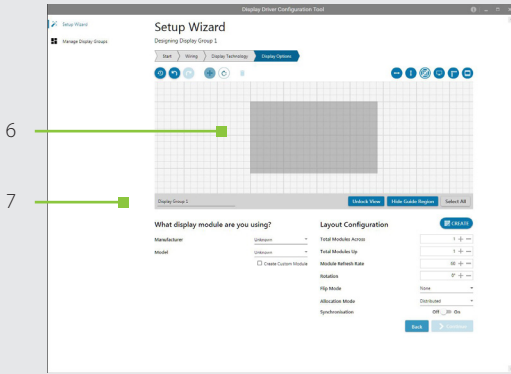 Display Driver Configuration Tool
Setup Wizard
Manage Display Groups
Setup Wizard
Designing Display Group 1
Start
Wiring
Display Technology
Display Options
6
7
Display Group 1
Unlock View
Hide Guide Region
Select All
What display module are you using?
Manufacturer
Unknown
Model
Unknown
Create Custom Module
Layout Configuration
CREATE
Total Modules Across
1
Total Modules Up
1
Module Refresh Rate
60
Rotation
0°
Flip Mode
None
Allocation Mode
Distributed
Synchronisation
Off
On
Back